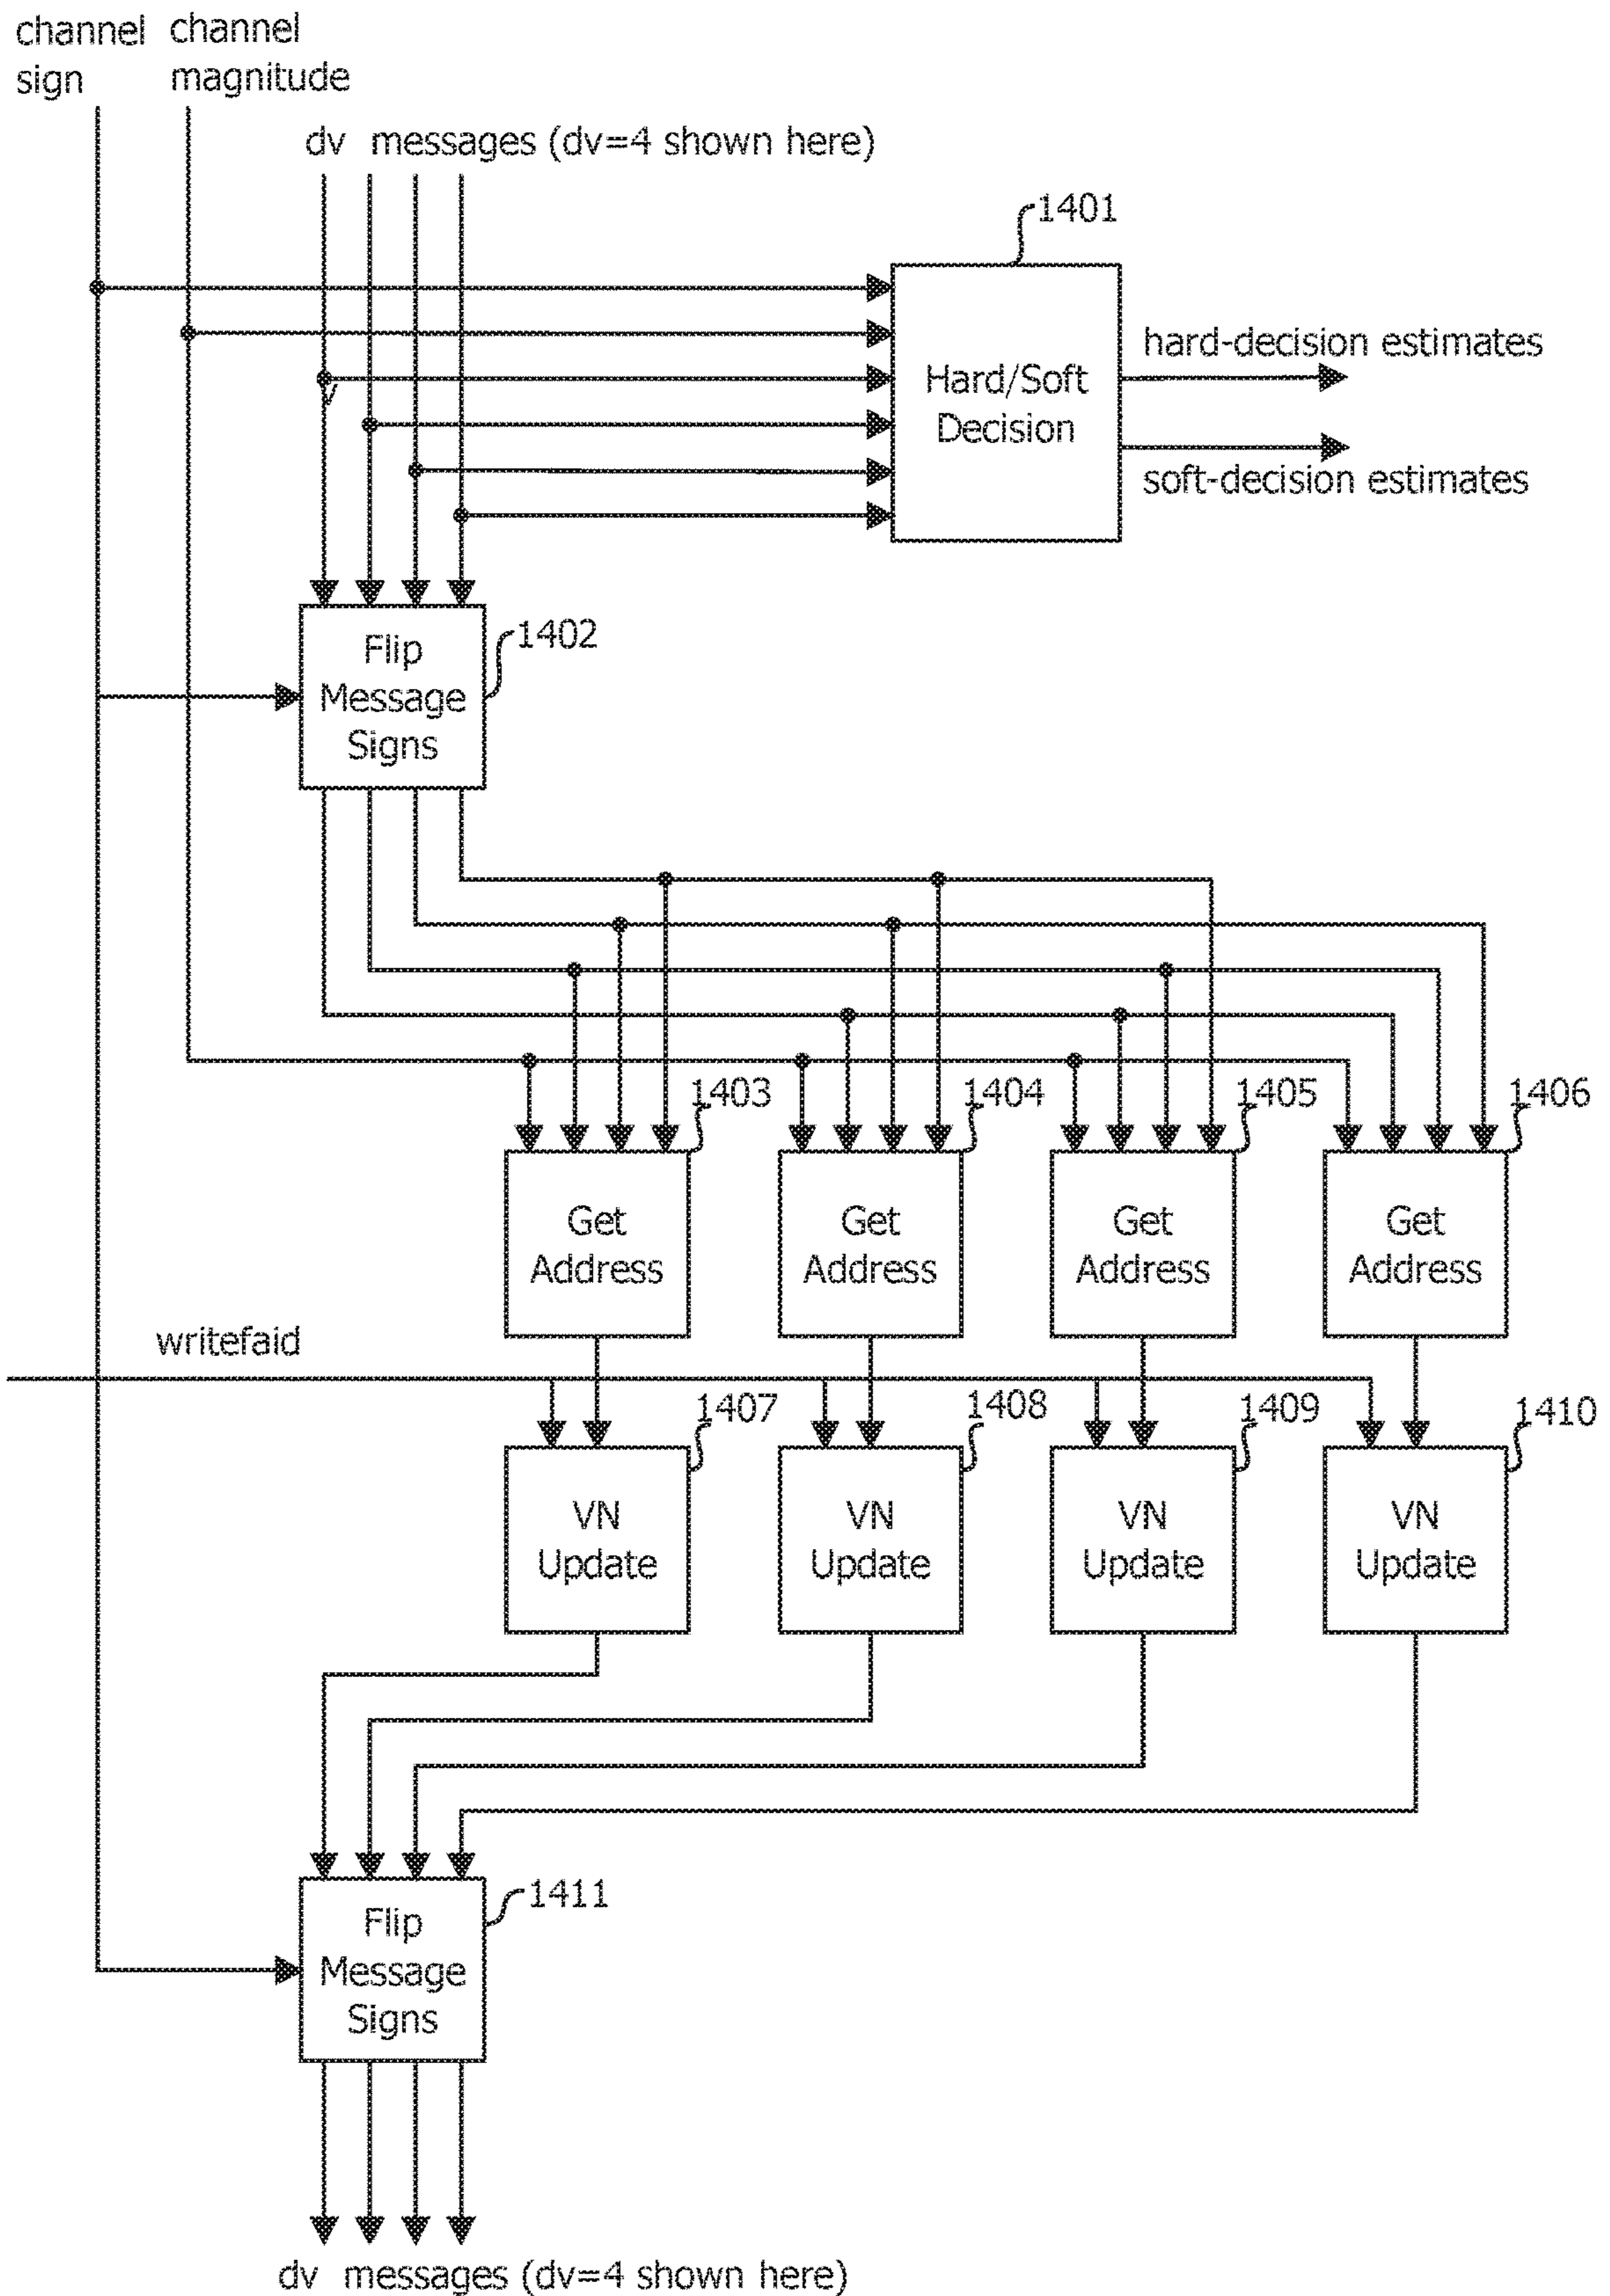 channel
sign
channel
magnitude
dv messages (dv=4 shown here)
1401
Hard/Soft
Decision
hard-decision estimates
soft-decision estimates
Flip
Message
Signs
1402
1403
1404
1405
1406
Get
Address
Get
Address
Get
Address
Get
Address
writefaid
1407
1408
1409
1410
VN
Update
VN
Update
VN
Update
VN
Update
1411
Flip
Message
Signs
dv messages (dv=4 shown here)